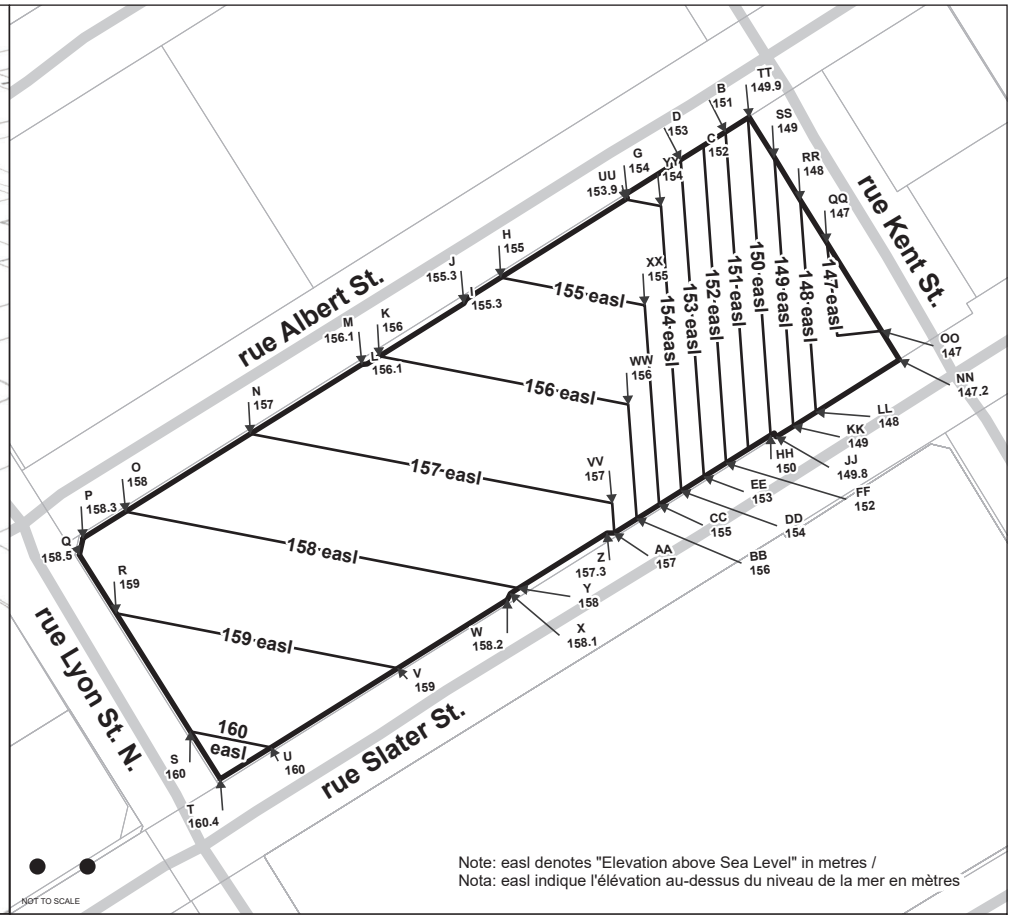 TT
149.9
B
151
SS
149
D
153
C
152
RR
148
G
154
YY
154
UU
153.9
QQ
147
rue Kent St.
H
155
J
155.3
I
155.3
XX
155
155 easl
154 easl
153 easl
152 easl
151 easl
150 easl
149 easl
148 easl
147 easl
rue Albert St.
M
156.1
K
156
L
156.1
OO
147
WW
156
156 easl
NN
147.2
N
157
LL
148
KK
149
HH
150
JJ
149.8
157 easl
VV
157
EE
153
FF
152
O
158
P
158.3
CC
155
DD
154
Q
158.5
158 easl
Z
157.3
AA
157
BB
156
R
159
Y
158
X
158.1
W
158.2
159 easl
V
159
rue Lyon St. N.
160
easl
S
160
U
160
rue Slater St.
T
160.4
Note: easl denotes "Elevation above Sea Level" in metres /
Nota: easl indique l'élévation au-dessus du niveau de la mer en mètres
NOT TO SCALE